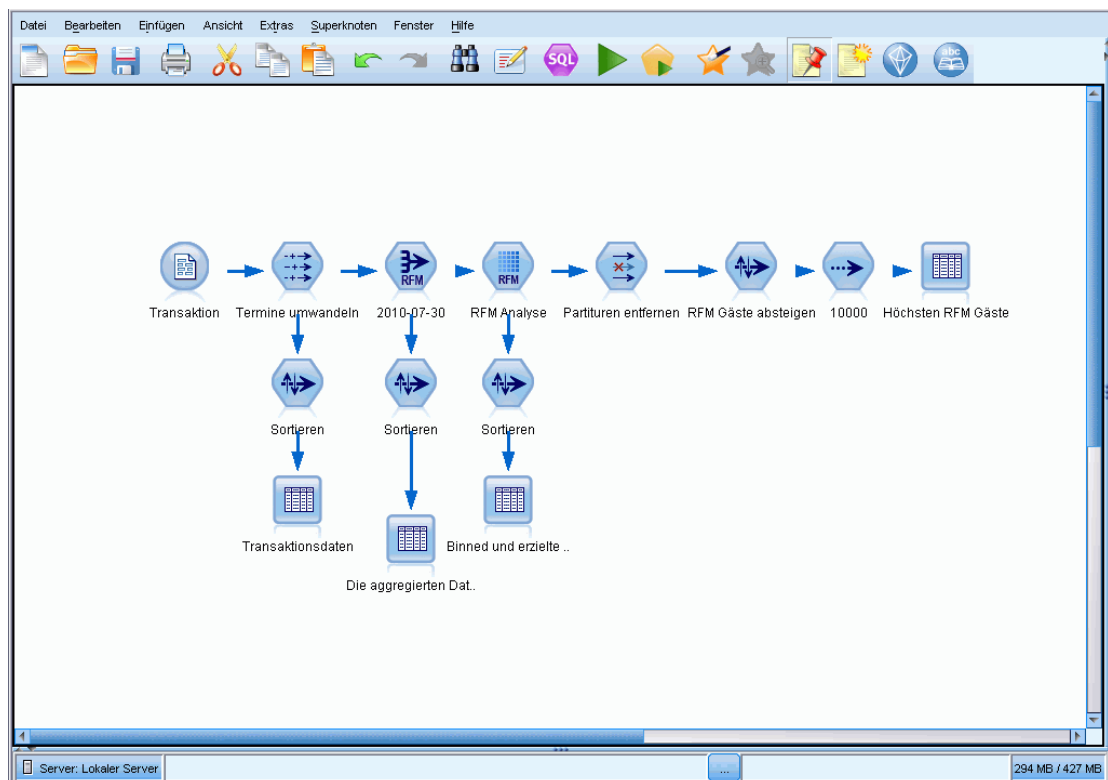 Datei Bearbeiten Einfügen Ansicht Extras Superknoten Fenster Hilfe
SQL
abc
RFM
RFM
Transaktion Termine umwandeln 2010-07-30 RFM Analyse Partituren entfernen RFM Gäste absteigen 10000 Höchsten RFM Gäste
Sortieren Sortieren Sortieren
Transaktionsdaten Binned und erzielte ..
Die aggregierten Dat..
Server: Lokaler Server ... 294 MB / 427 MB